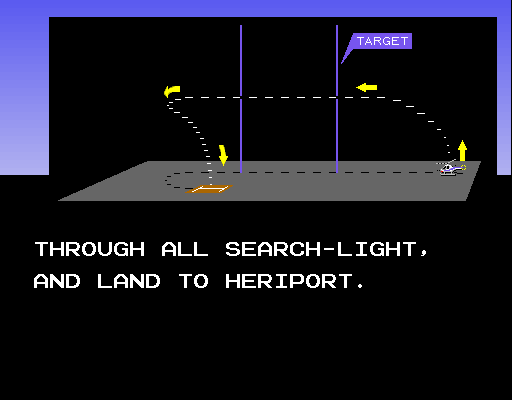 TARGET
THROUGH ALL SEARCH-LIGHT,
AND LAND TO HERIPORT.